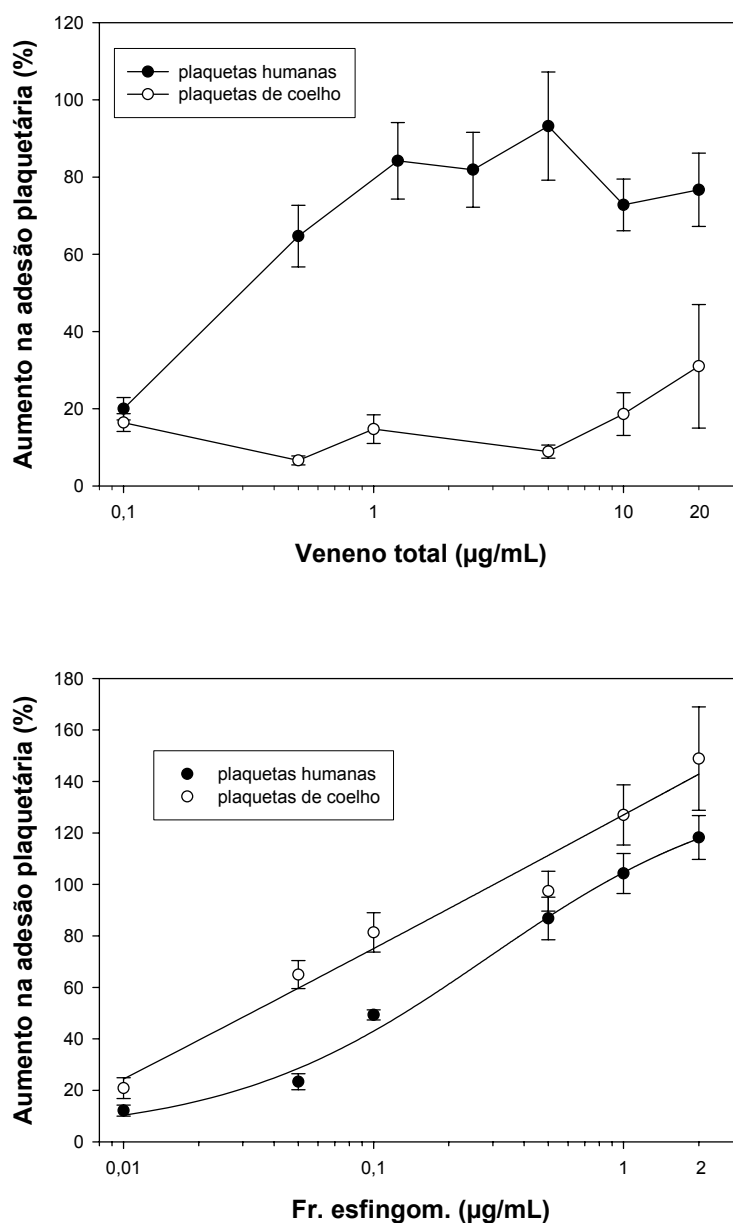 Aumento na adesão plaquetária (%)
120
100
80
60
40
20
0
plaquetas humanas
plaquetas de coelho
0,1 1 10 20
Veneno total (µg/mL)
Aumento na adesão plaquetária (%)
180
160
140
120
100
80
60
40
20
0
plaquetas humanas
plaquetas de coelho
0,01 0,1 1 2
Fr. esfingom. (µg/mL)